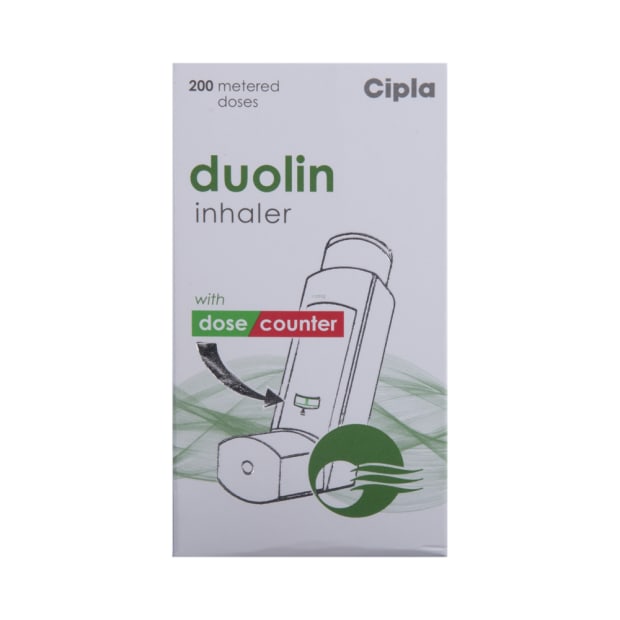 200 metered
doses
Cipla
duolin
inhaler
with
dose/counter